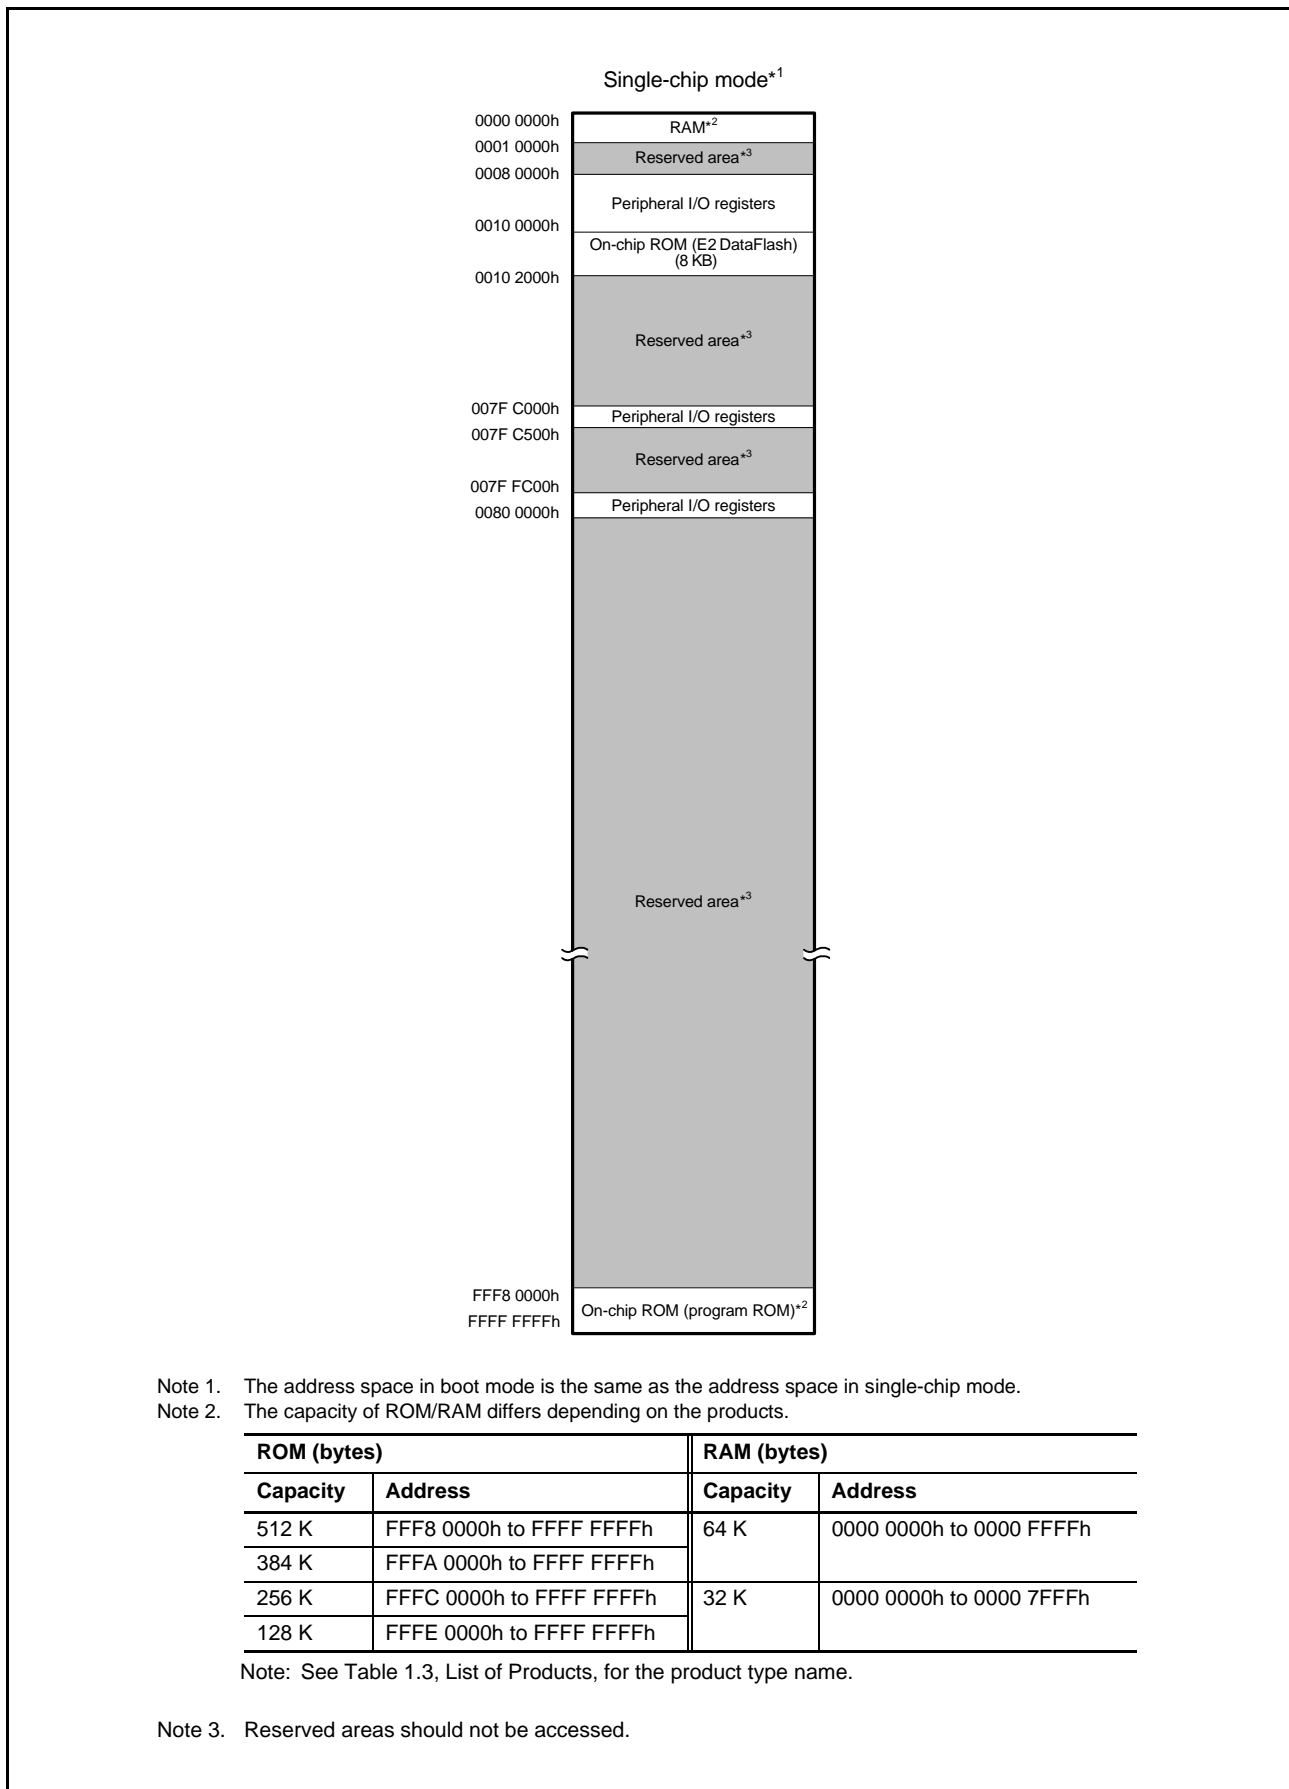 Single-chip mode*1
0000 0000h
RAM*2
0001 0000h
Reserved area*3
0008 0000h
Peripheral I/O registers
0010 0000h
On-chip ROM (E2 DataFlash)
(8 KB)
0010 2000h
Reserved area*3
007F C000h
Peripheral I/O registers
007F C500h
Reserved area*3
007F FC00h
Peripheral I/O registers
0080 0000h
Reserved area*3
FFF8 0000h
On-chip ROM (program ROM)*2
FFFF FFFFh
Note 1. The address space in boot mode is the same as the address space in single-chip mode.
Note 2. The capacity of ROM/RAM differs depending on the products.
ROM (bytes) RAM (bytes)
Capacity Address Capacity Address
512 K FFF8 0000h to FFFF FFFFh 64 K 0000 0000h to 0000 FFFFh
384 K FFFA 0000h to FFFF FFFFh
256 K FFFC 0000h to FFFF FFFFh 32 K 0000 0000h to 0000 7FFFh
128 K FFFE 0000h to FFFF FFFFh
Note: See Table 1.3, List of Products, for the product type name.
Note 3. Reserved areas should not be accessed.